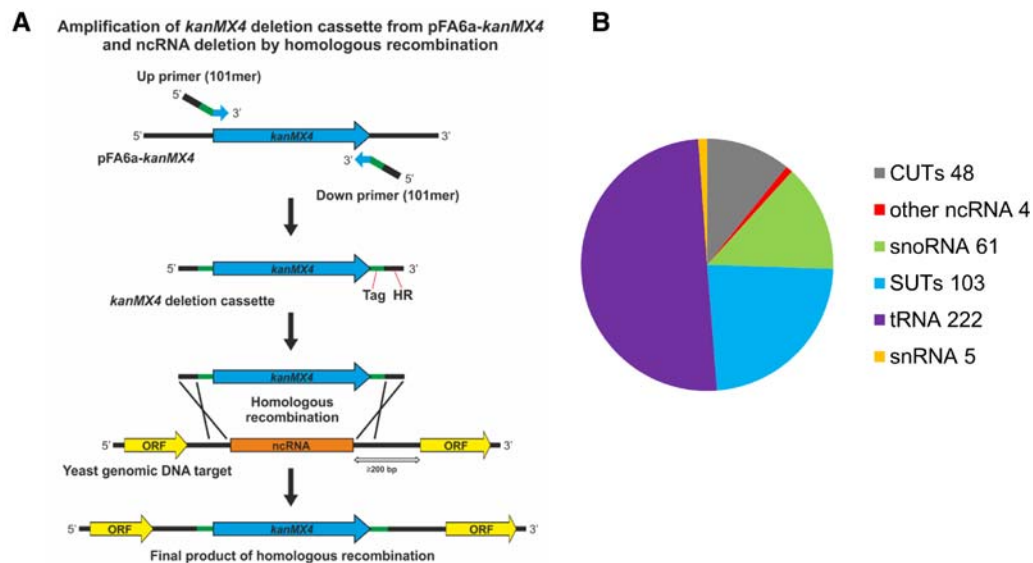 A
Amplification of kanMX4 deletion cassette from pFA6a-kanMX4
and ncRNA deletion by homologous recombination
Up primer (101mer)
5’
3’
5’
kanMX4
3’
pFA6a-kanMX4
3’
5’
Down primer (101mer)
5’
kanMX4
3’
Tag
HR
kanMX4 deletion cassette
kanMX4
Homologous
recombination
5’
ORF
ncRNA
ORF
3’
≥200 bp
Yeast genomic DNA target
5’
ORF
kanMX4
ORF
3’
Final product of homologous recombination
B
CUTs 48
other ncRNA 4
snoRNA 61
SUTs 103
tRNA 222
snRNA 5